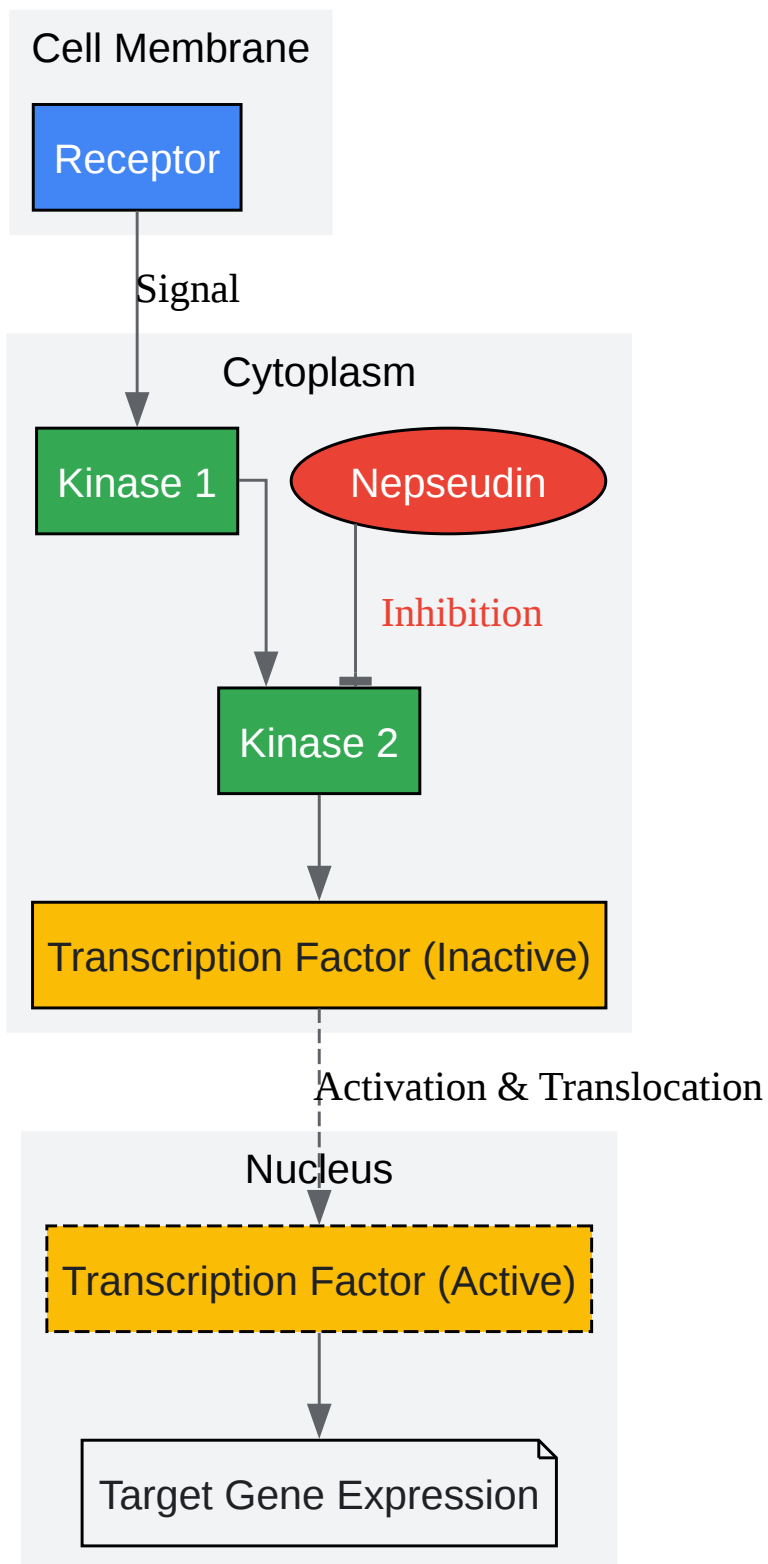 Cell Membrane
Receptor
Signal
Cytoplasm
Kinase 1
Nepseudin
Inhibition
Kinase 2
Transcription Factor (Inactive)
Activation & Translocation
Nucleus
Transcription Factor (Active)
Target Gene Expression